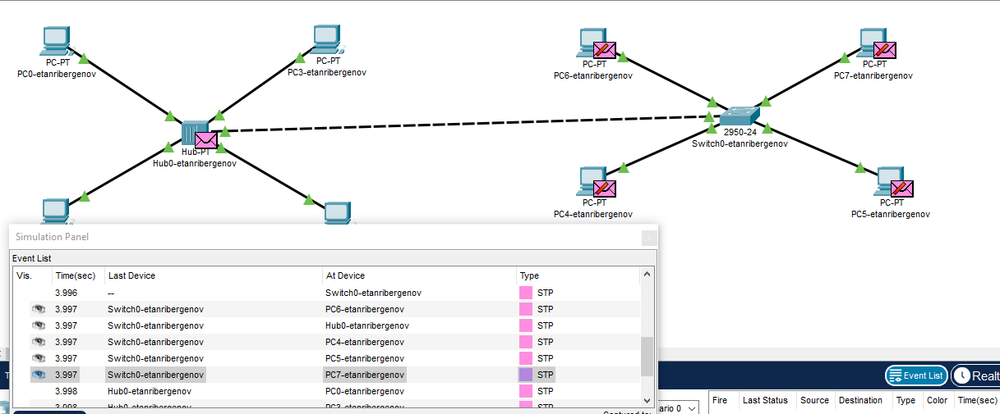 PC-PT
PC0-etanribergenov
PC-PT
PC3-etanribergenov
PC-PT
PC6-etanribergenov
PC-PT
PC7-etanribergenov
Hub-PT
Hub0-etanribergenov
2950-24
Switch0-etanribergenov
PC-PT
PC4-etanribergenov
PC-PT
PC5-etanribergenov
Simulation Panel
Event List
Vis. Time(sec) Last Device At Device Type
3.996 -- Switch0-etanribergenov STP
3.997 Switch0-etanribergenov PC6-etanribergenov STP
3.997 Switch0-etanribergenov Hub0-etanribergenov STP
3.997 Switch0-etanribergenov PC4-etanribergenov STP
3.997 Switch0-etanribergenov PC5-etanribergenov STP
3.997 Switch0-etanribergenov PC7-etanribergenov STP
3.998 Hub0-etanribergenov PC0-etanribergenov STP
3.998 Hub0-etanribergenov PC3-etanribergenov STP
Event List
Fire Last Status Source Destination Type Color Time(sec)